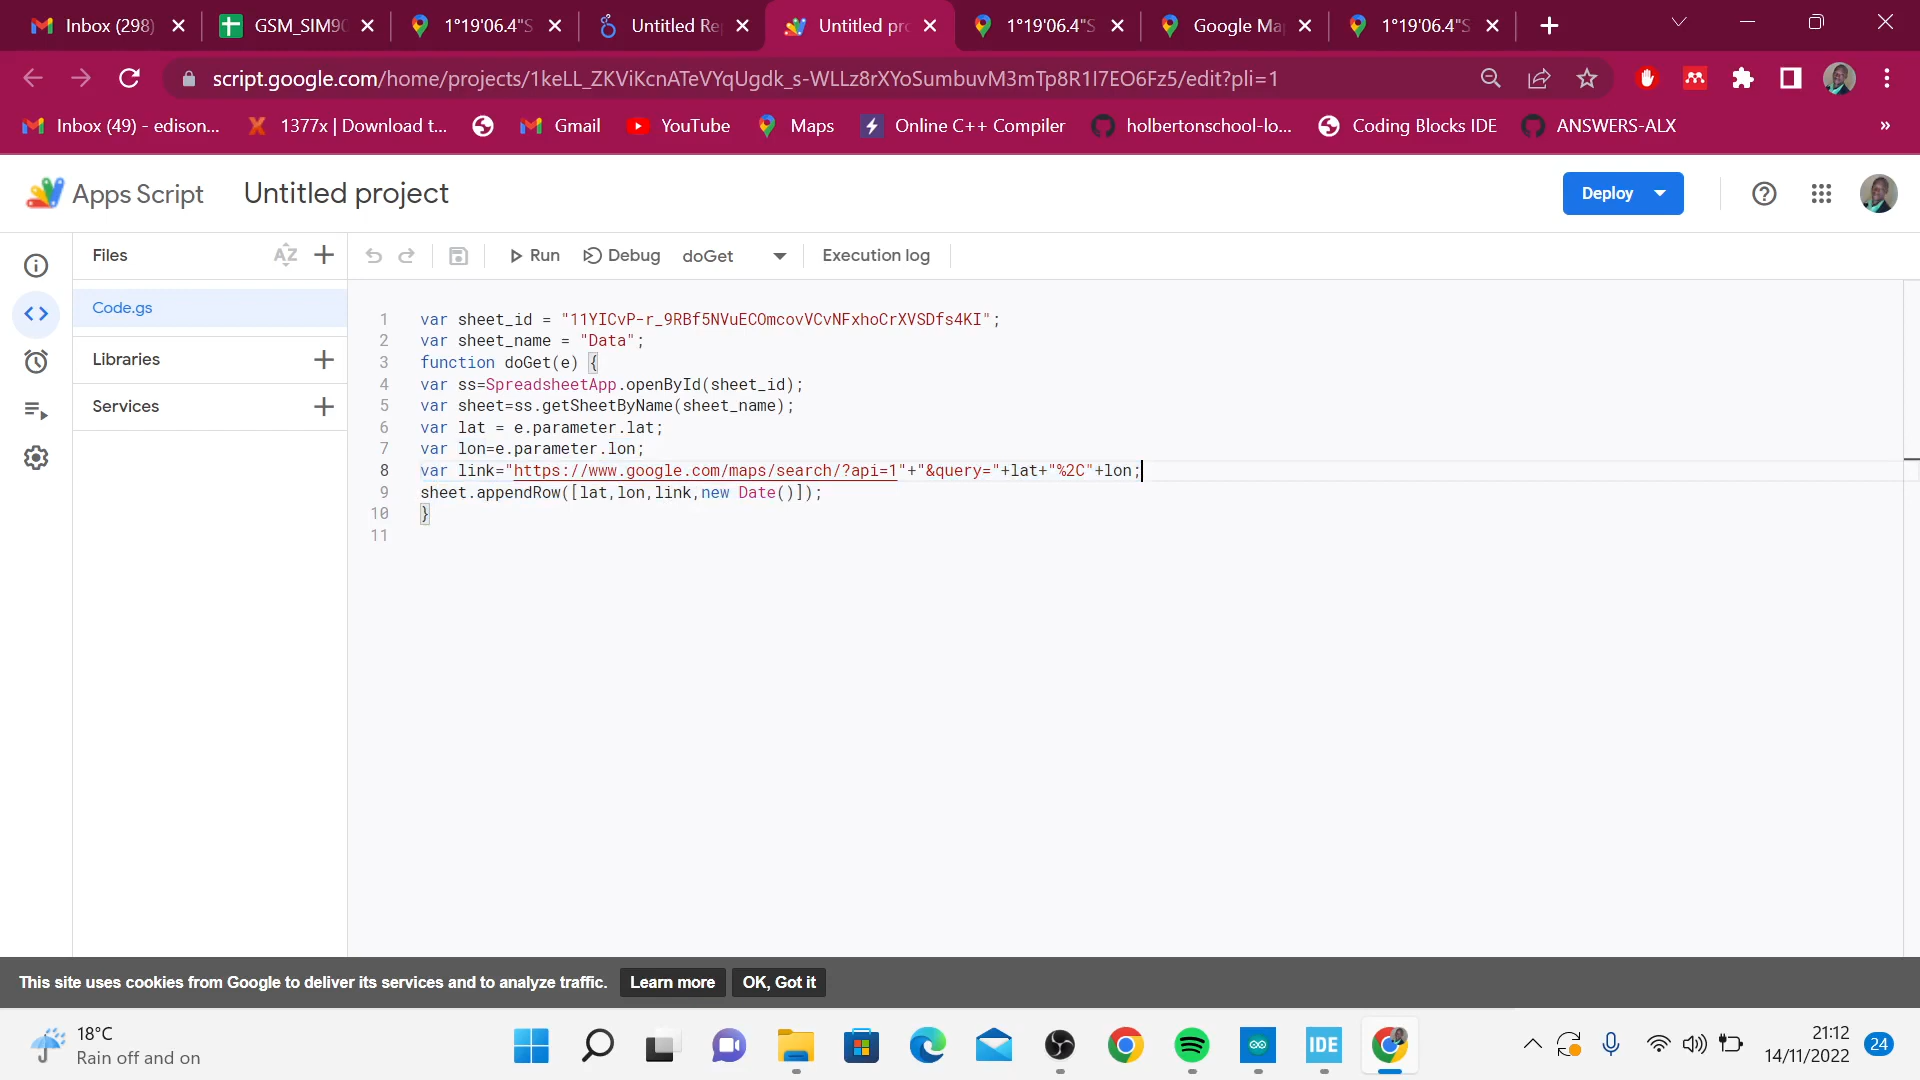 Inbox (298) GSM_SIM90 1°19'06.4"S Untitled Re Untitled pro 1°19'06.4"S Google Ma 1°19'06.4"S
script.google.com/home/projects/1keLL_ZKViKcnATeVYqUgdk_s-WLLz8rXYoSumbuvM3mTp8R1I7EO6Fz5/edit?pli=1
Inbox (49) - edison... 1377x | Download t... Gmail YouTube Maps Online C++ Compiler holbertonschool-lo... Coding Blocks IDE ANSWERS-ALX »
Apps Script Untitled project Deploy
Files AZ Run Debug doGet Execution log
Code.gs
Libraries
Services
1 var sheet_id = "11YICvP-r_9RBf5NVuECOmcovVCvNFxhoCrXVSDfs4KI";
2 var sheet_name = "Data";
3 function doGet(e) {
4 var ss=SpreadsheetApp.openById(sheet_id);
5 var sheet=ss.getSheetByName(sheet_name);
6 var lat = e.parameter.lat;
7 var lon=e.parameter.lon;
8 var link="https://www.google.com/maps/search/?api=1"+"&query="+lat+"%2C"+lon;
9 sheet.appendRow([lat,lon,link,new Date()]);
10 }
11
This site uses cookies from Google to deliver its services and to analyze traffic. Learn more OK, Got it
18°C
Rain off and on
IDE
21:12
14/11/2022
24